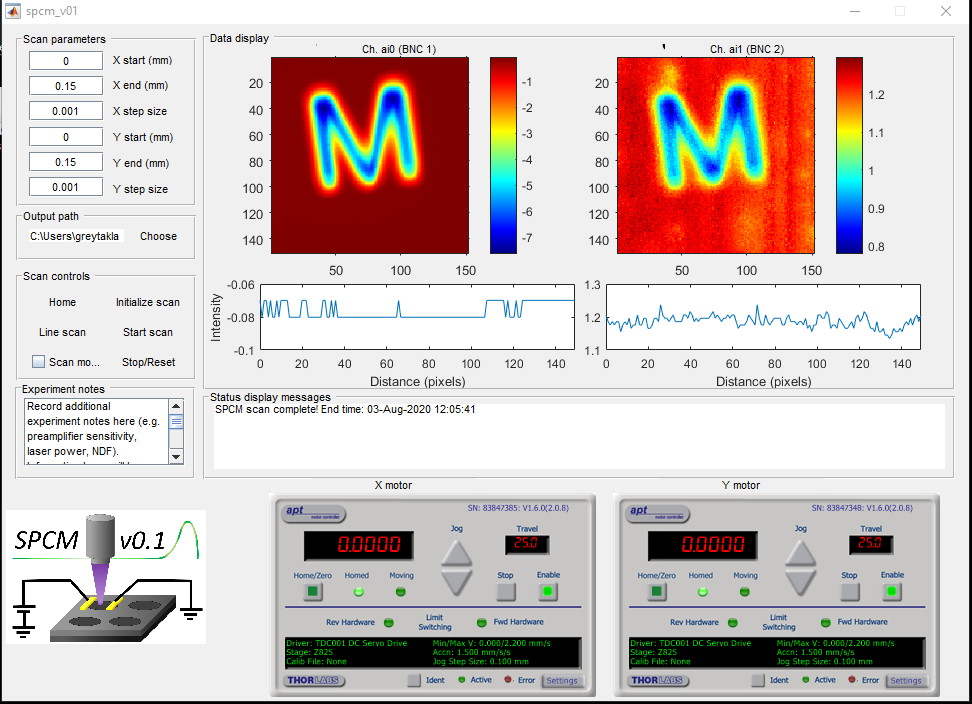 spcm_v01
Scan parameters
0 X start (mm)
0.15 X end (mm)
0.001 X step size
0 Y start (mm)
0.15 Y end (mm)
0.001 Y step size
Output path
C:\Users\greytakla Choose
Scan controls
Home Initialize scan
Line scan Start scan
Scan mo... Stop/Reset
Experiment notes
Record additional
experiment notes here (e.g.
preamplifier sensitivity,
laser power, NDF).
Data display
Ch. ai0 (BNC 1)
20
40
60
80
100
120
140
50 100 150
-1
-2
-3
-4
-5
-6
-7
Ch. ai1 (BNC 2)
20
40
60
80
100
120
140
50 100 150
1.2
1.1
1
0.9
0.8
Intensity
-0.06
-0.08
-0.1
0 20 40 60 80 100 120 140
Distance (pixels)
1.3
1.2
1.1
0 20 40 60 80 100 120 140
Distance (pixels)
Status display messages
SPCM scan complete! End time: 03-Aug-2020 12:05:41
SPCM v0.1
X motor
apt
motor controller
SN: 83847385: V1.6.0(2.0.8)
0.0000
Jog
Travel
25.0
Home/Zero Homed Moving Stop Enable
Rev Hardware Limit Switching Fwd Hardware
Driver: TDC001 DC Servo Drive Min/Max V: 0.000/2.200 mm/s
Stage: Z825 Accn: 1.500 mm/s/s
Calib File: None Jog Step Size: 0.100 mm
THORLABS Ident Active Error Settings
Y motor
apt
motor controller
SN: 83847348: V1.6.0(2.0.8)
0.0000
Jog
Travel
25.0
Home/Zero Homed Moving Stop Enable
Rev Hardware Limit Switching Fwd Hardware
Driver: TDC001 DC Servo Drive Min/Max V: 0.000/2.200 mm/s
Stage: Z825 Accn: 1.500 mm/s/s
Calib File: None Jog Step Size: 0.100 mm
THORLABS Ident Active Error Settings